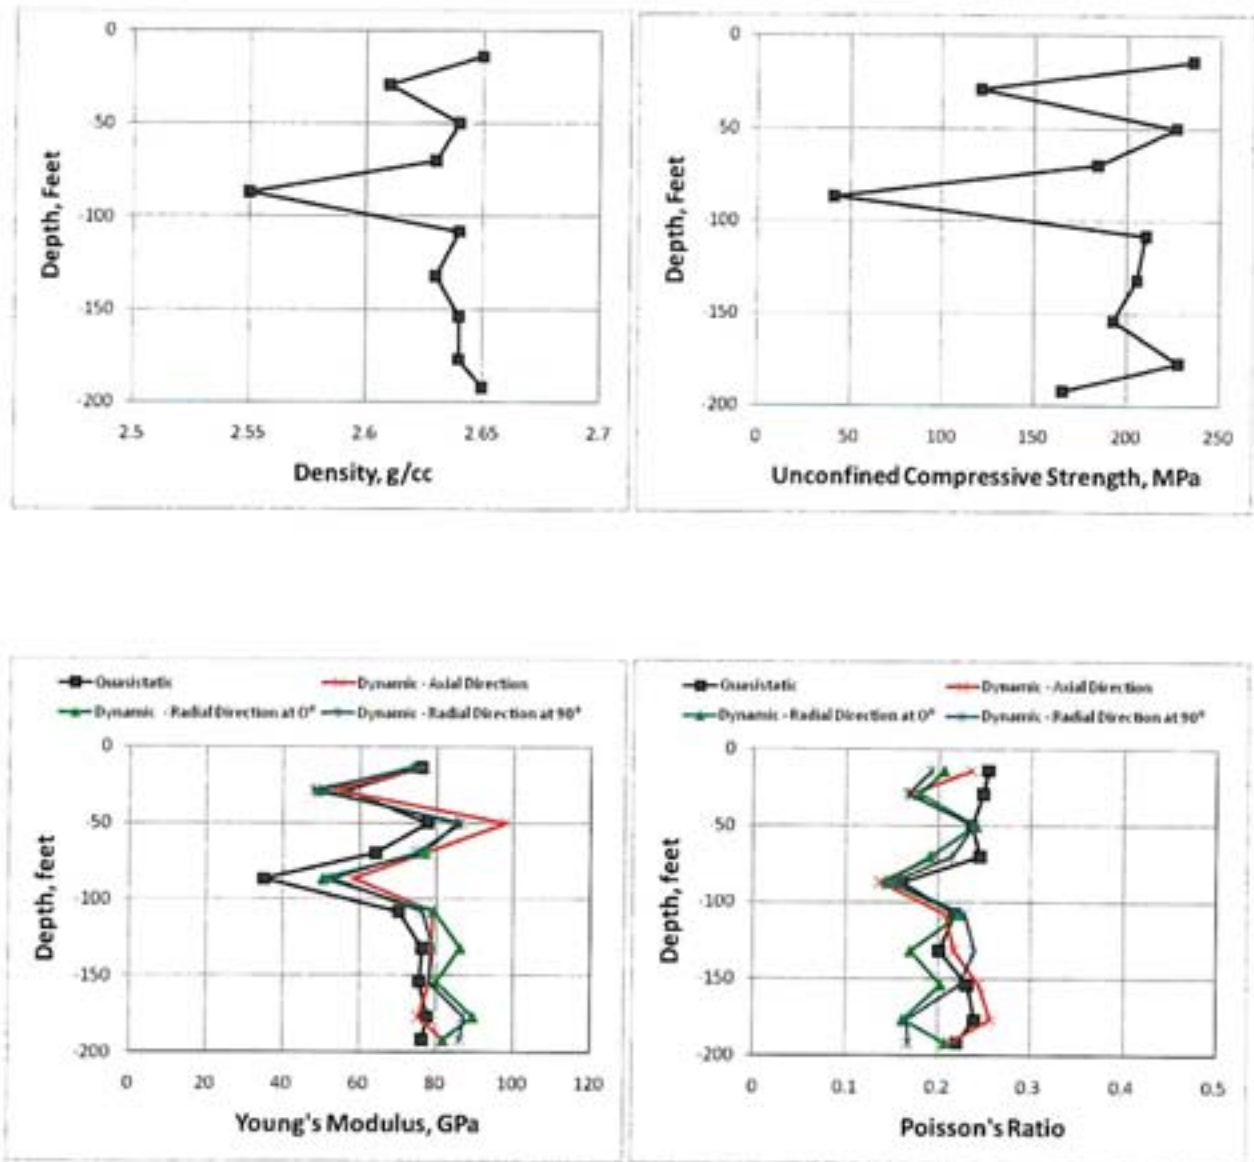 0
-50
-100
-150
-200
Depth, Feet
2.5 2.55 2.6 2.65 2.7
Density, g/cc
0
-50
-100
-150
-200
Depth, Feet
0 50 100 150 200 250
Unconfined Compressive Strength, MPa
Quasistatic Dynamic - Axial Direction
Dynamic - Radial Direction at 0° Dynamic - Radial Direction at 90°
0
-50
-100
-150
-200
Depth, feet
0 20 40 60 80 100 120
Young's Modulus, GPa
Quasistatic Dynamic - Axial Direction
Dynamic - Radial Direction at 0° Dynamic - Radial Direction at 90°
0
-50
-100
-150
-200
Depth, feet
0 0.1 0.2 0.3 0.4 0.5
Poisson's Ratio